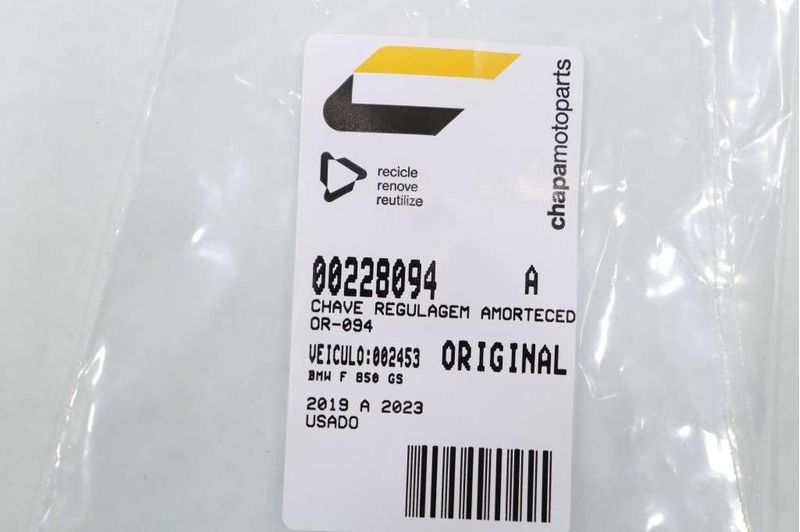 chapamotoparts
recicle
renove
reutilize
00228094 A
CHAVE REGULAGEM AMORTECED
OR-094
VEICULO:002453 ORIGINAL
BMW F 850 GS
2019 A 2023
USADO